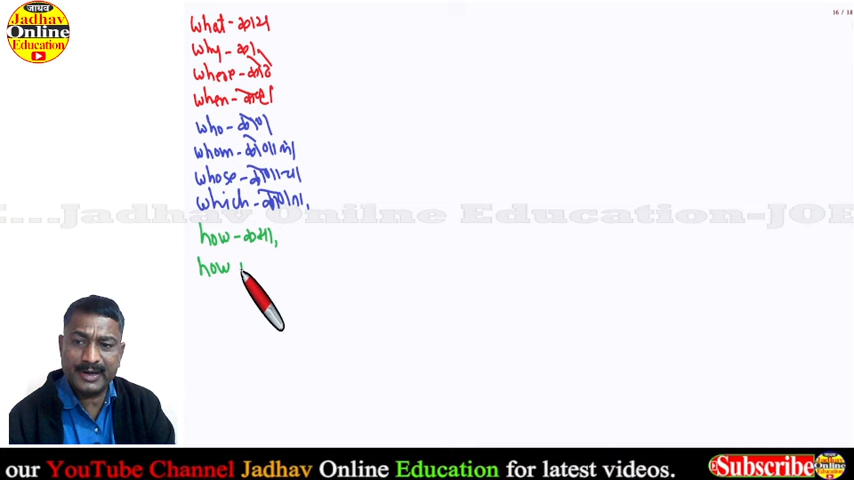 जाधव
Jadhav
Online
Education
16 / 18
what - काय
why - का,
where - कोठे
when - केव्हा
who - कोण
whom - कोणाला
whose - कोणाचा
which - कोणता,
how - कसा,
how
E...Jadhav Online Education-JOE
our YouTube Channel Jadhav Online Education for latest videos.
Subscribe